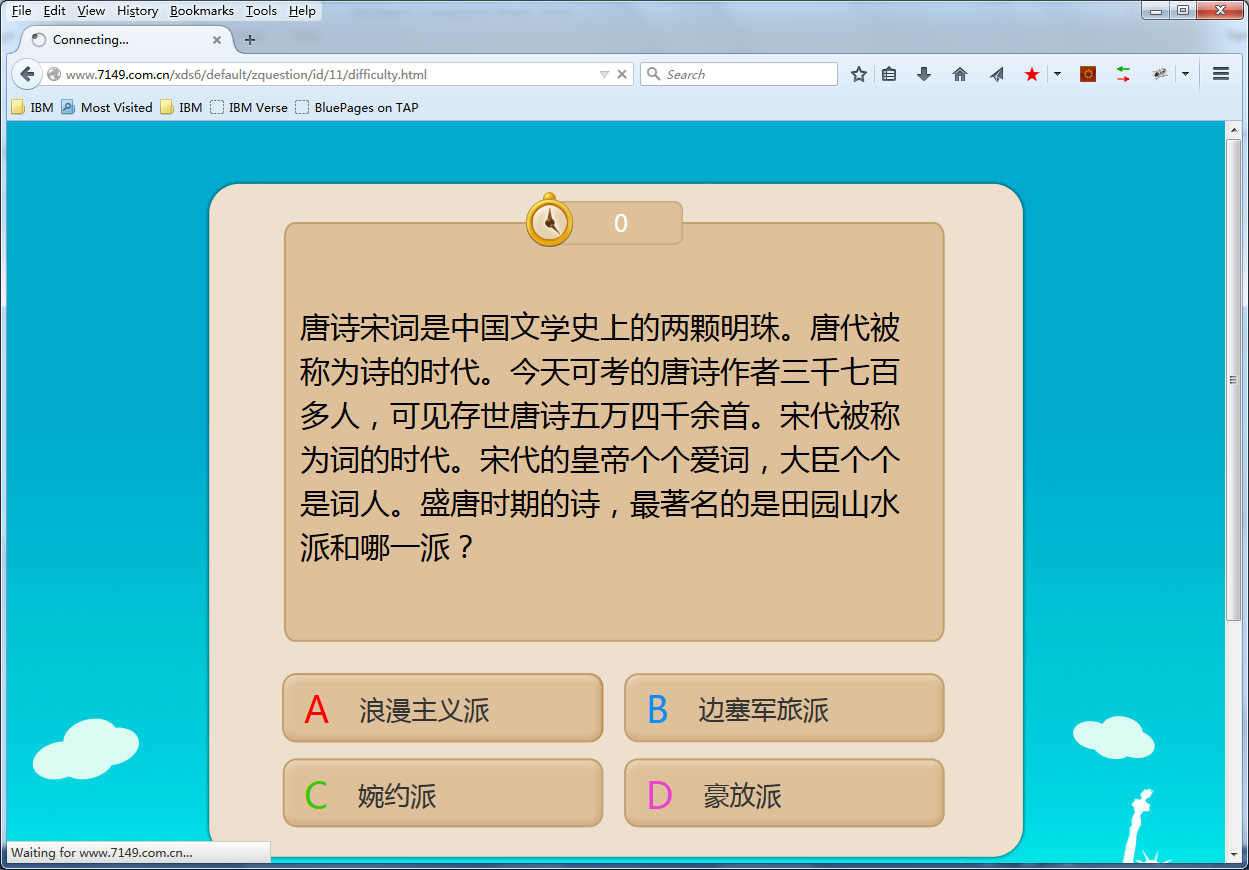 File Edit View History Bookmarks Tools Help
Connecting...
www.7149.com.cn/xds6/default/zquestion/id/11/difficulty.html
Search
IBM Most Visited IBM IBM Verse BluePages on TAP
0
唐诗宋词是中国文学史上的两颗明珠。唐代被
称为诗的时代。今天可考的唐诗作者三千七百
多人，可见存世唐诗五万四千余首。宋代被称
为词的时代。宋代的皇帝个个爱词，大臣个个
是词人。盛唐时期的诗，最著名的是田园山水
派和哪一派？
A 浪漫主义派
B 边塞军旅派
C 婉约派
D 豪放派
Waiting for www.7149.com.cn...